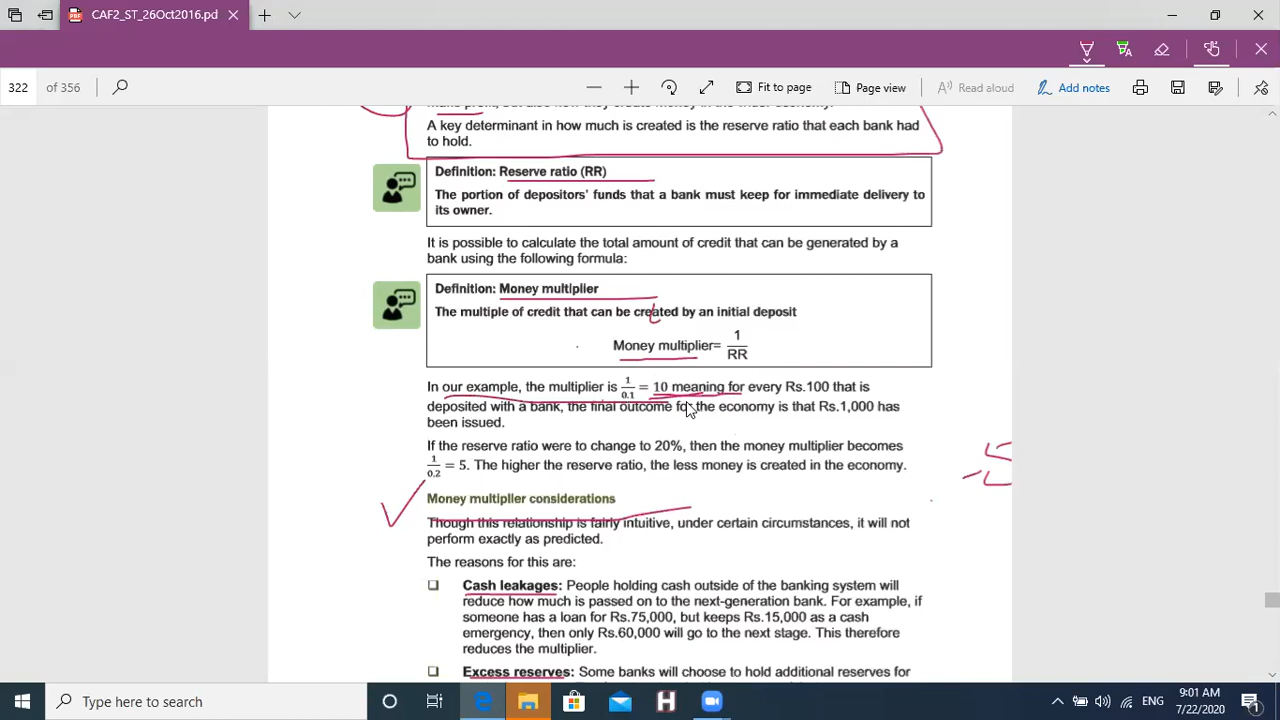 CAF2_ST_26Oct2016.pd
322 of 356
Fit to page
Page view
Read aloud
Add notes
make profit, but also how they create money in the wider economy.
A key determinant in how much is created is the reserve ratio that each bank had
to hold.
Definition: Reserve ratio (RR)
The portion of depositors' funds that a bank must keep for immediate delivery to
its owner.
It is possible to calculate the total amount of credit that can be generated by a
bank using the following formula:
Definition: Money multiplier
The multiple of credit that can be created by an initial deposit
Money multiplier= 1/RR
In our example, the multiplier is 1/0.1 = 10 meaning for every Rs.100 that is
deposited with a bank, the final outcome for the economy is that Rs.1,000 has
been issued.
If the reserve ratio were to change to 20%, then the money multiplier becomes
1/0.2 = 5. The higher the reserve ratio, the less money is created in the economy.
Money multiplier considerations
Though this relationship is fairly intuitive, under certain circumstances, it will not
perform exactly as predicted.
The reasons for this are:
Cash leakages: People holding cash outside of the banking system will
reduce how much is passed on to the next-generation bank. For example, if
someone has a loan for Rs.75,000, but keeps Rs.15,000 as a cash
emergency, then only Rs.60,000 will go to the next stage. This therefore
reduces the multiplier.
Excess reserves: Some banks will choose to hold additional reserves for
Type here to search
ENG
9:01 AM
7/22/2020